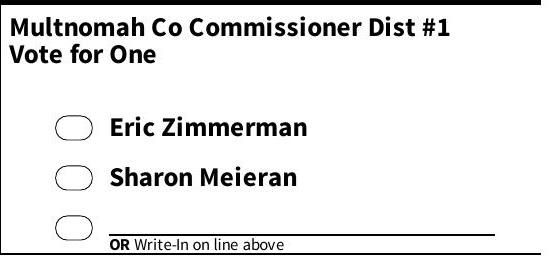 Multnomah Co Commissioner Dist #1
Vote for One
Eric Zimmerman
Sharon Meieran
OR Write-In on line above